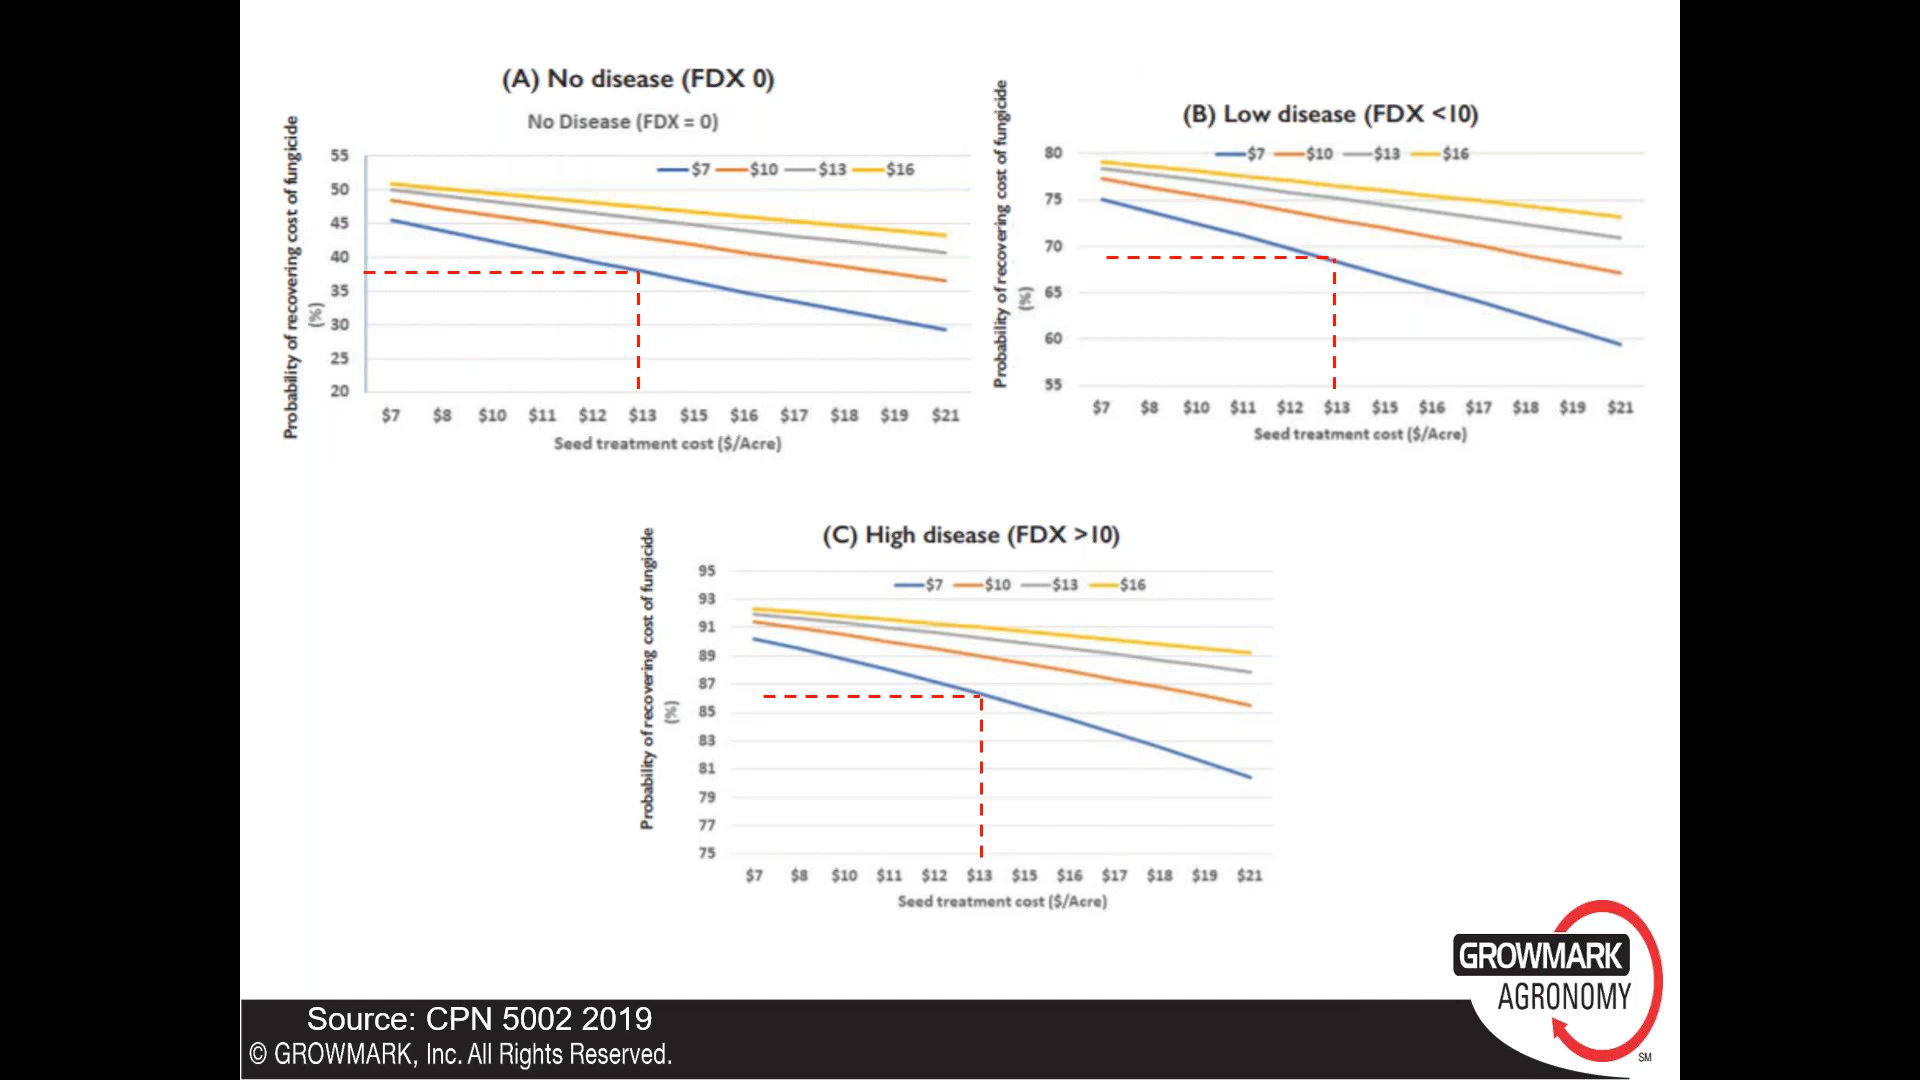 (A) No disease (FDX 0)
No Disease (FDX = 0)
Probability of recovering cost of fungicide
(%)
55
50
45
40
35
30
25
20
$7 $10 $13 $16
$7 $8 $10 $11 $12 $13 $15 $16 $17 $18 $19 $21
Seed treatment cost ($/Acre)
(B) Low disease (FDX <10)
Probability of recovering cost of fungicide
(%)
80
75
70
65
60
55
$7 $10 $13 $16
$7 $8 $10 $11 $12 $13 $15 $16 $17 $18 $19 $21
Seed treatment cost ($/Acre)
(C) High disease (FDX >10)
Probability of recovering cost of fungicide
(%)
95
93
91
89
87
85
83
81
79
77
75
$7 $10 $13 $16
$7 $8 $10 $11 $12 $13 $15 $16 $17 $18 $19 $21
Seed treatment cost ($/Acre)
GROWMARK
AGRONOMY
SM
Source: CPN 5002 2019
© GROWMARK, Inc. All Rights Reserved.